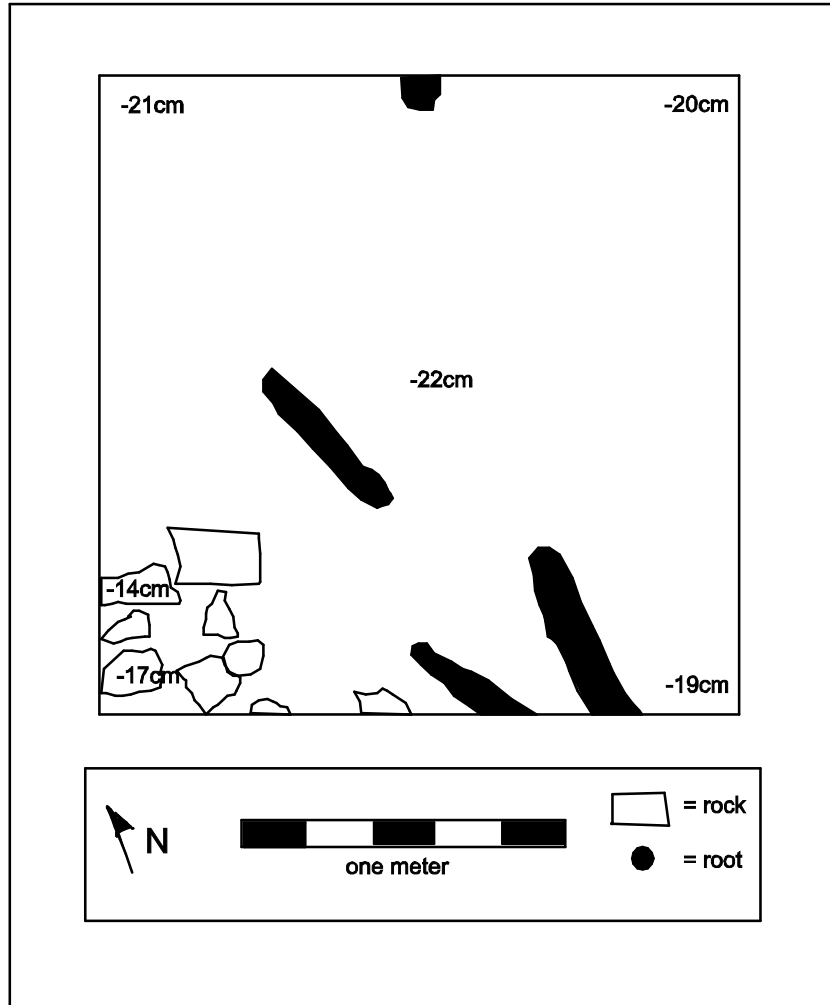 -21cm
-20cm
-22cm
-14cm
-17cm
-19cm
N
one meter
= rock
= root